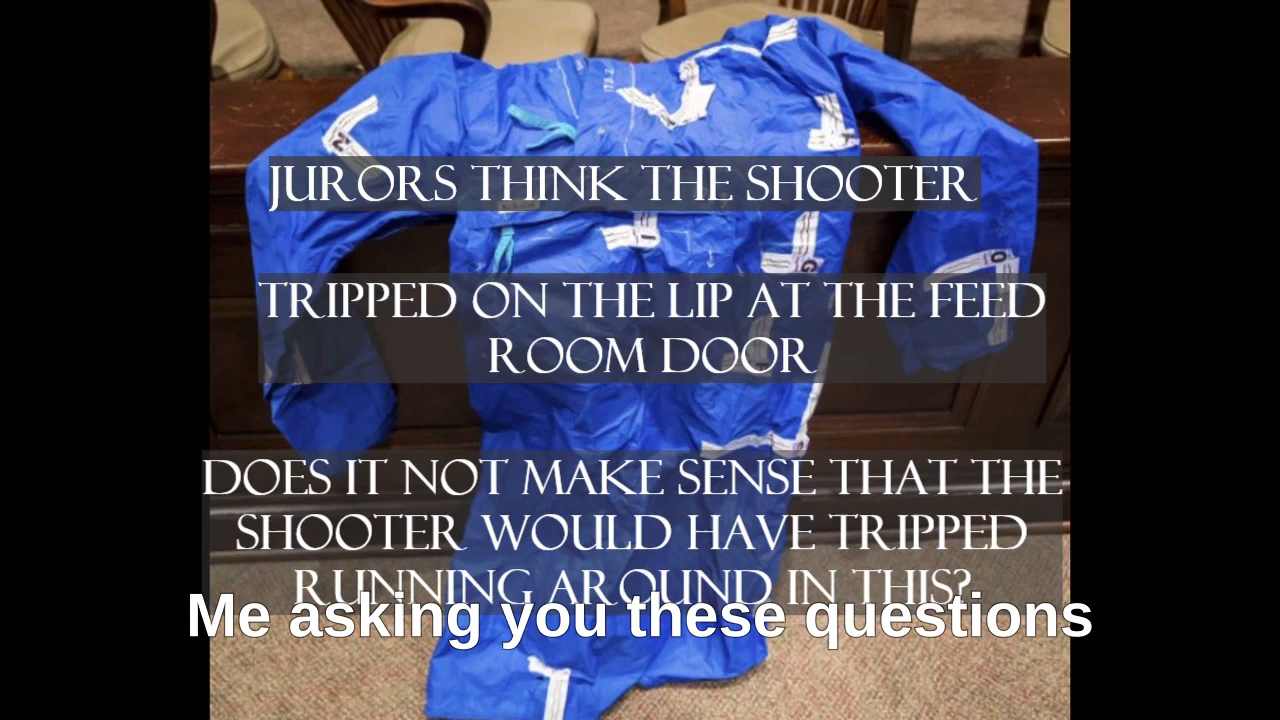 JURORS THINK THE SHOOTER
TRIPPED ON THE LIP AT THE FEED
ROOM DOOR
DOES IT NOT MAKE SENSE THAT THE
SHOOTER WOULD HAVE TRIPPED
RUNNING AROUND IN THIS?
Me asking you these questions